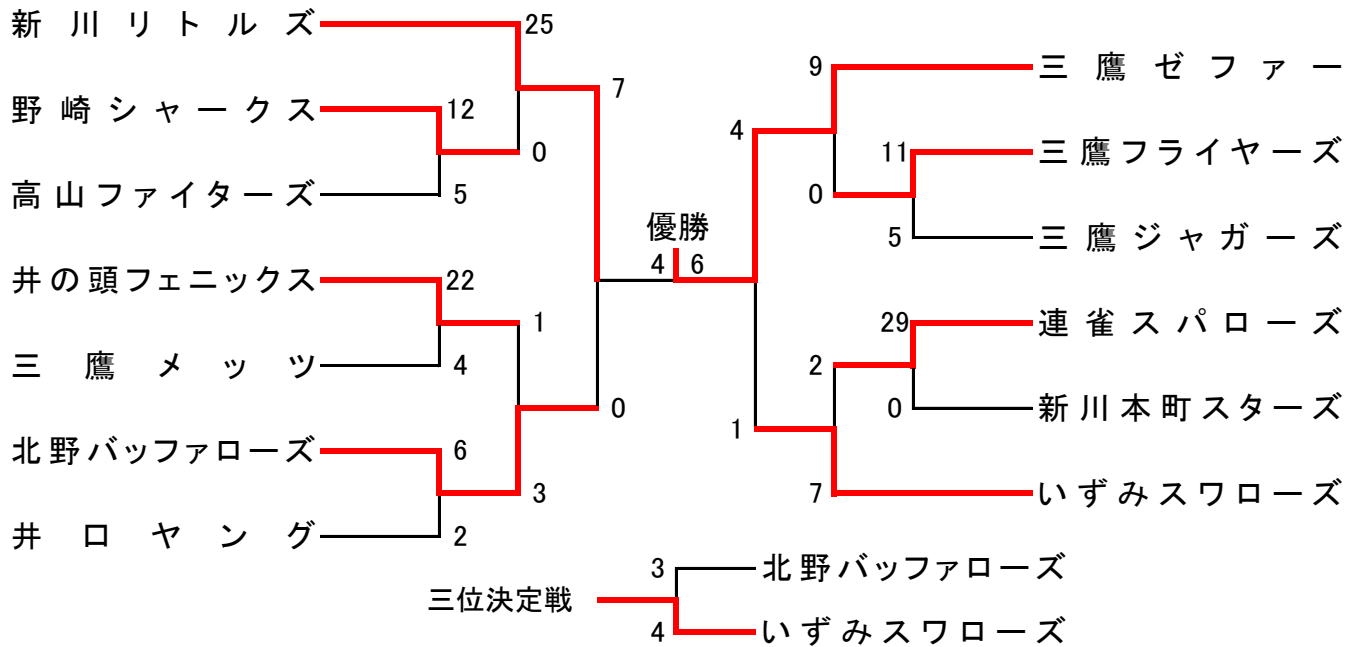 新川リトルズ
25
野崎シャークス
12
7
0
高山ファイターズ
5
井の頭フェニックス
22
1
三鷹メッツ
4
0
北野バッファローズ
6
3
井口ヤング
2
優勝
4 6
9
三鷹ゼファー
4
11
三鷹フライヤーズ
0
5
三鷹ジャガーズ
29
連雀スパローズ
2
0
新川本町スターズ
1
7
いずみスワローズ
三位決定戦
3
北野バッファローズ
4
いずみスワローズ